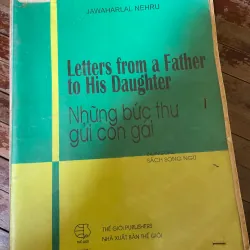 JAWAHARLAL NEHRU
Letters from a Father
to His Daughter
Những bức thư
gửi con gái
SÁCH SONG NGỮ
THẾ GIỚI PUBLISHERS
NHÀ XUẤT BẢN THẾ GIỚI